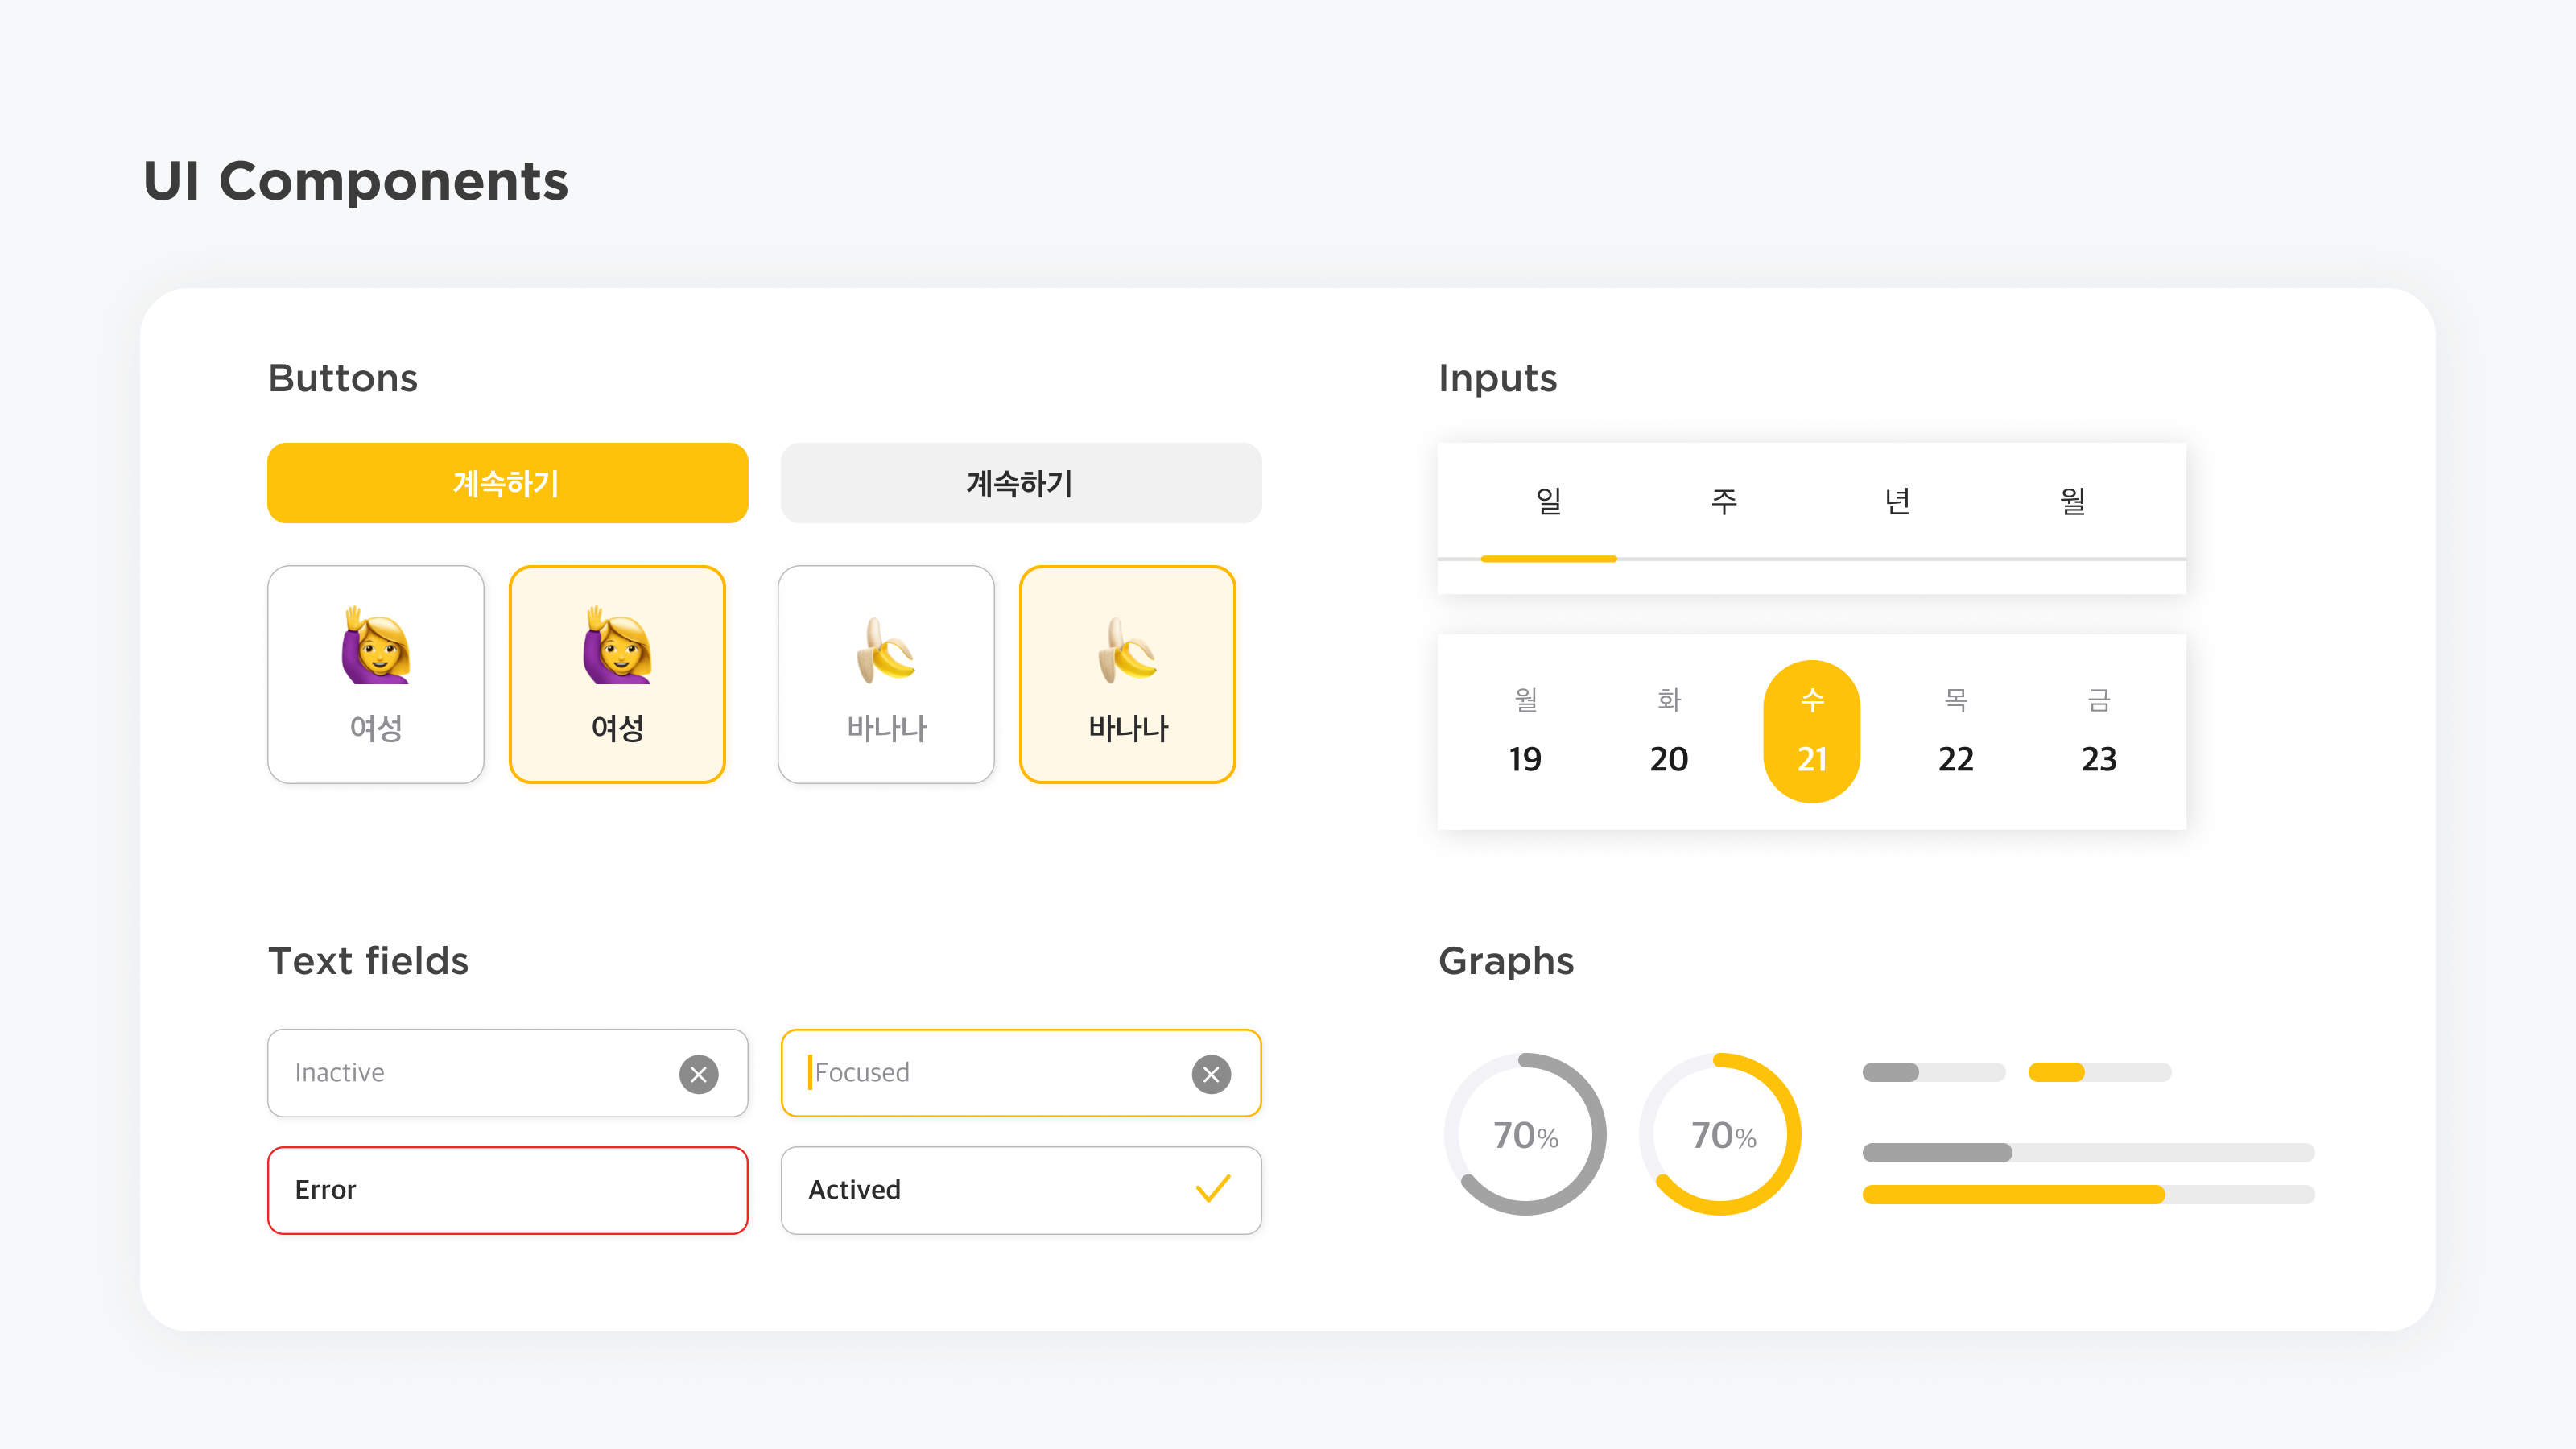 UI Components
Buttons
계속하기
계속하기
여성
여성
바나나
바나나
Inputs
일 주 년 월
월 화 수 목 금
19 20 21 22 23
Text fields
Inactive
Focused
Error
Actived
Graphs
70%
70%